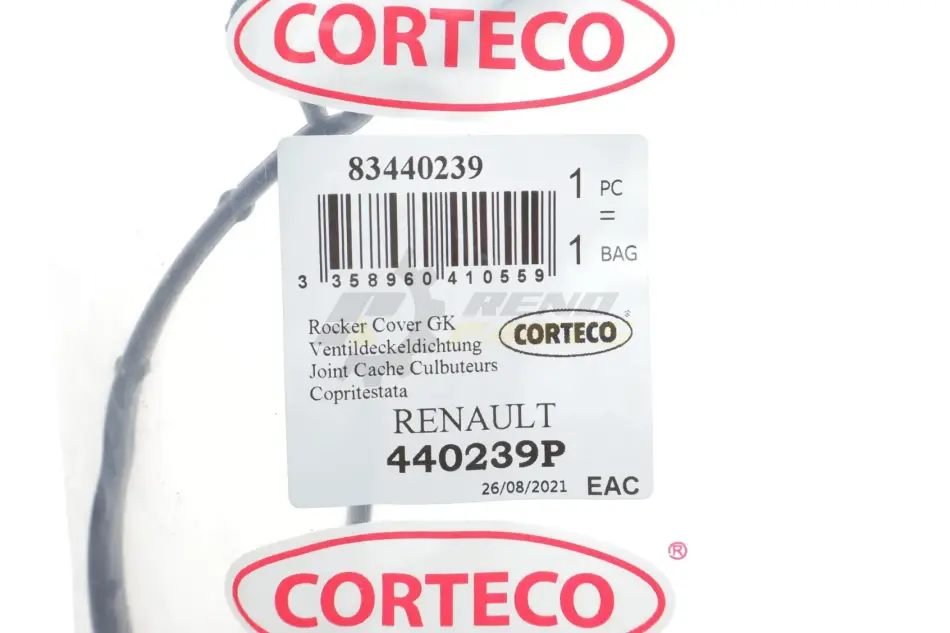 CORTECO
83440239
1 PC
=
1 BAG
3 358960 410559
RENO
Rocker Cover GK
Ventildeckeldichtung
Joint Cache Culbuteurs
Copritestata
CORTECO ®
RENAULT
440239P
26/08/2021 EAC
®
CORTECO